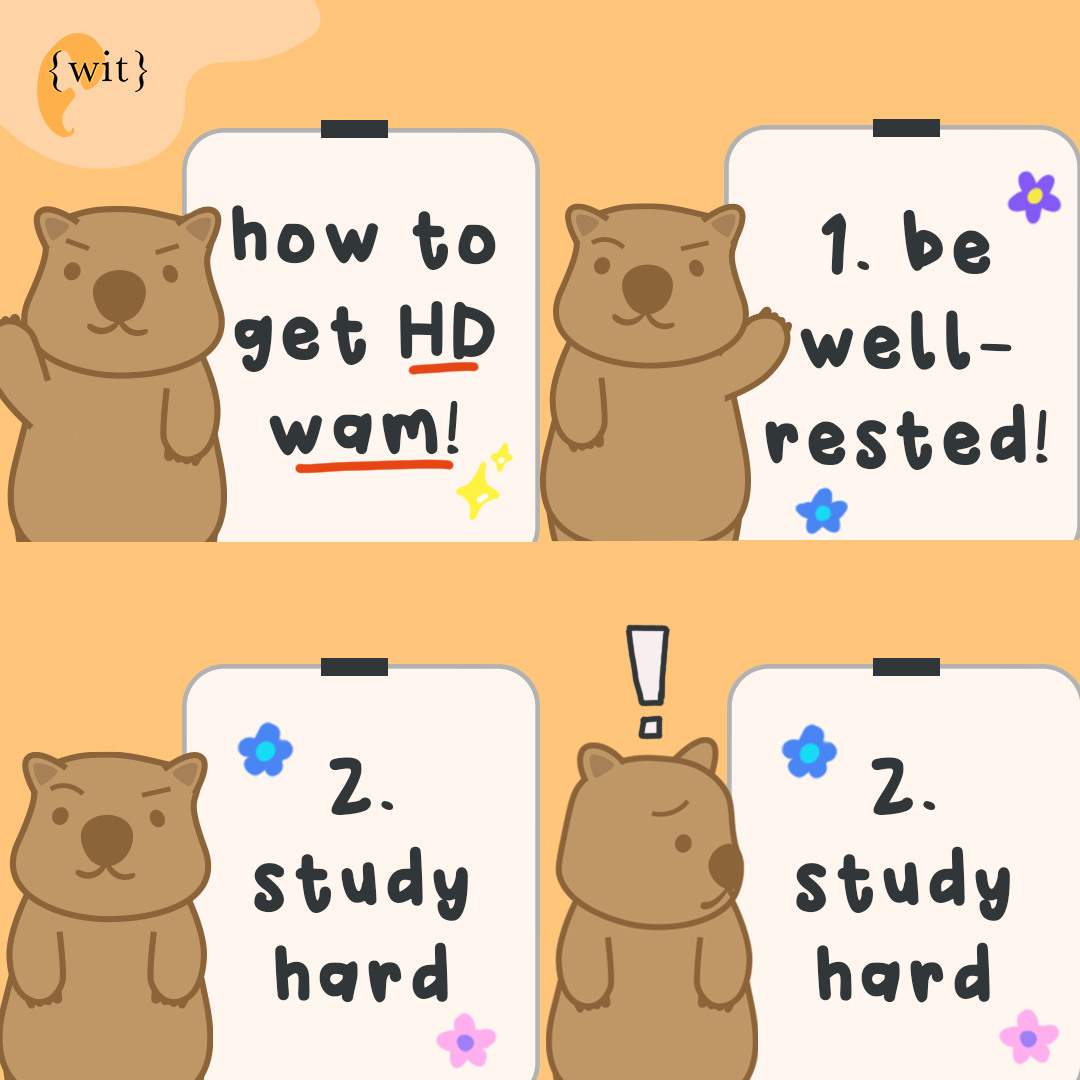 {wit}
how to
get HD
wam!
1. be
well-
rested!
2.
study
hard
!
2.
study
hard